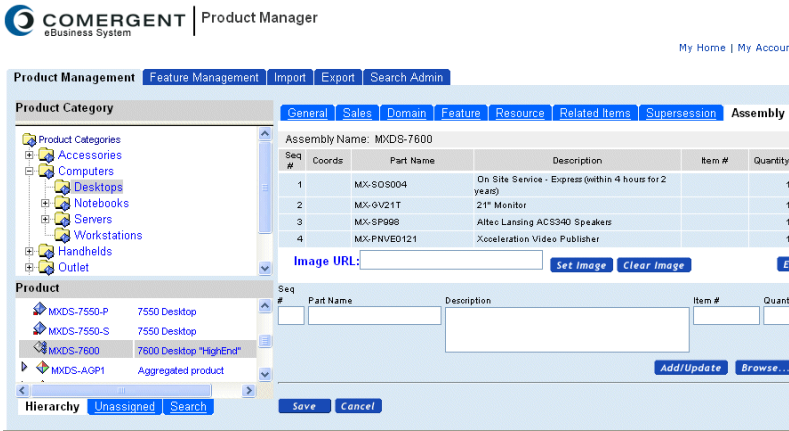 COMERGENT
eBusiness System
Product Manager
My Home | My Accour
Product Management Feature Management Import Export Search Admin
Product Category
General Sales Domain Feature Resource Related Items Supersession Assembly
Product Categories
Accessories
Computers
Desktops
Notebooks
Servers
Workstations
Handhelds
Outlet
Assembly Name: MXDS-7600
Seq # Coords Part Name Description Item # Quantity
1 MX-SOS004 On Site Service - Express (within 4 hours for 2 years) 1
2 MX-GV21T 21" Monitor 1
3 MX-SP998 Altec Lansing ACS340 Speakers 1
4 MX-PNVE0121 Xcceleration Video Publisher 1
Image URL: Set Image Clear Image E
Product
MXDS-7550-P 7550 Desktop
MXDS-7550-S 7550 Desktop
MXDS-7600 7600 Desktop "HighEnd"
MXDS-AGP1 Aggregated product
Hierarchy Unassigned Search
Seq
# Part Name Description Item # Quant
Add/Update Browse...
Save Cancel